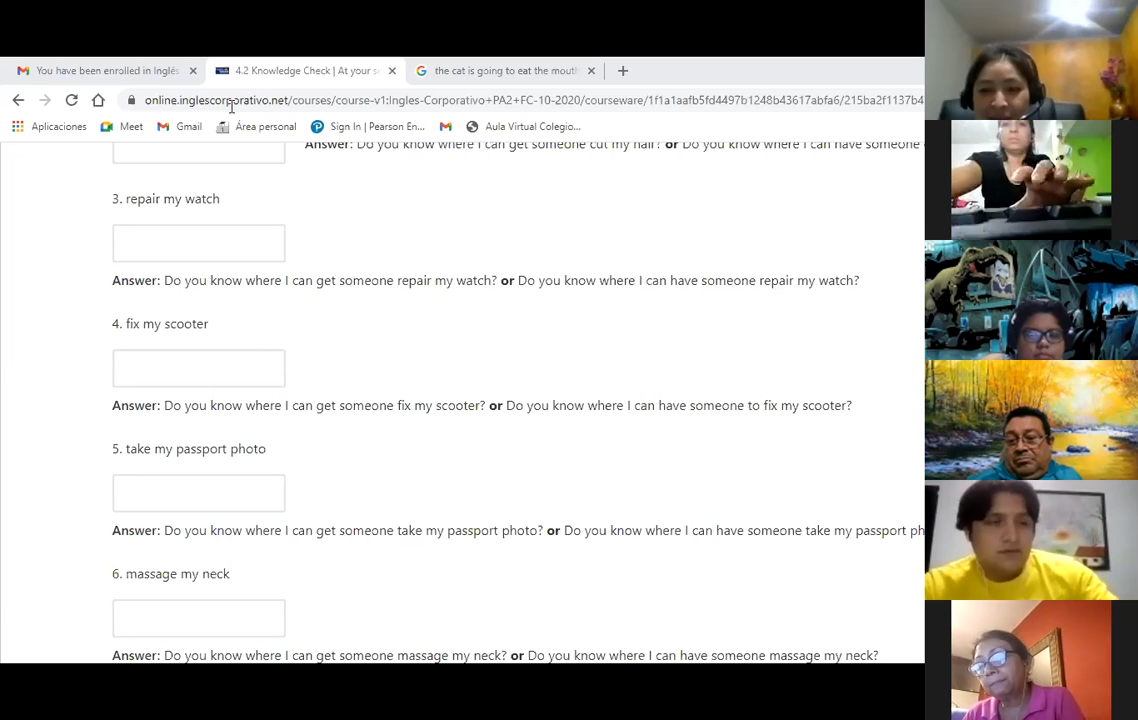 You have been enrolled in Inglés
4.2 Knowledge Check | At your se
the cat is going to eat the mouth
online.inglescorporativo.net/courses/course-v1:Ingles-Corporativo+PA2+FC-10-2020/courseware/1f1a1aafb5fd4497b1248b43617abfa6/215ba2f1137b4
Aplicaciones Meet Gmail Área personal Sign In | Pearson En... Aula Virtual Colegio...
Answer: Do you know where I can get someone cut my hair? or Do you know where I can have someone
3. repair my watch
Answer: Do you know where I can get someone repair my watch? or Do you know where I can have someone repair my watch?
4. fix my scooter
Answer: Do you know where I can get someone fix my scooter? or Do you know where I can have someone to fix my scooter?
5. take my passport photo
Answer: Do you know where I can get someone take my passport photo? or Do you know where I can have someone take my passport ph
6. massage my neck
Answer: Do you know where I can get someone massage my neck? or Do you know where I can have someone massage my neck?